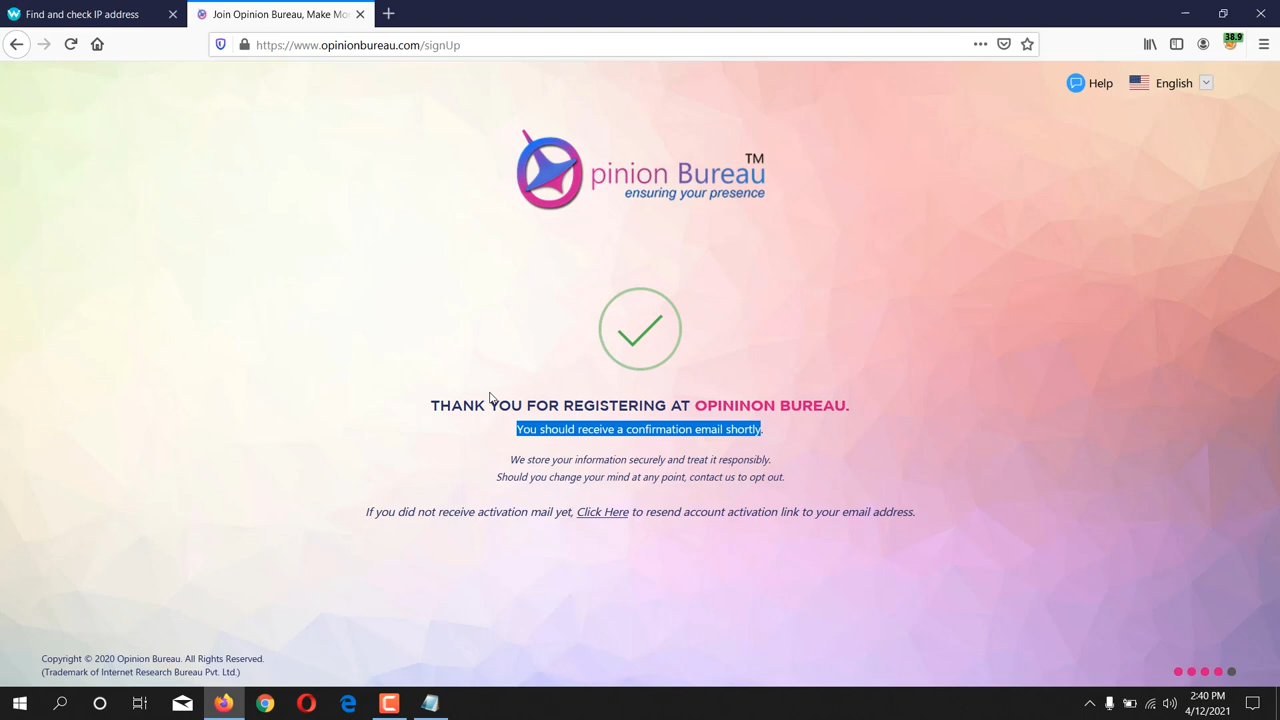 Find and check IP address
Join Opinion Bureau, Make Mo
https://www.opinionbureau.com/signUp
38.9
Help
English
pinion Bureau TM
ensuring your presence
THANK YOU FOR REGISTERING AT OPININON BUREAU.
You should receive a confirmation email shortly.
We store your information securely and treat it responsibly.
Should you change your mind at any point, contact us to opt out.
If you did not receive activation mail yet, Click Here to resend account activation link to your email address.
Copyright © 2020 Opinion Bureau. All Rights Reserved.
(Trademark of Internet Research Bureau Pvt. Ltd.)
2:40 PM
4/12/2021